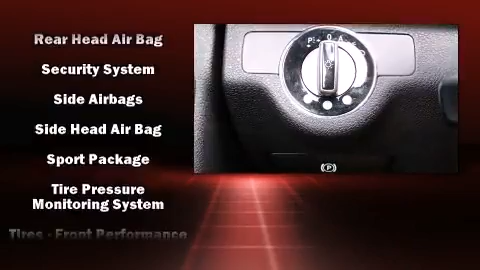 Rear Head Air Bag
Security System
Side Airbags
Side Head Air Bag
Sport Package
Tire Pressure
Monitoring System
Tires - Front Performance
P 0 A
(P)